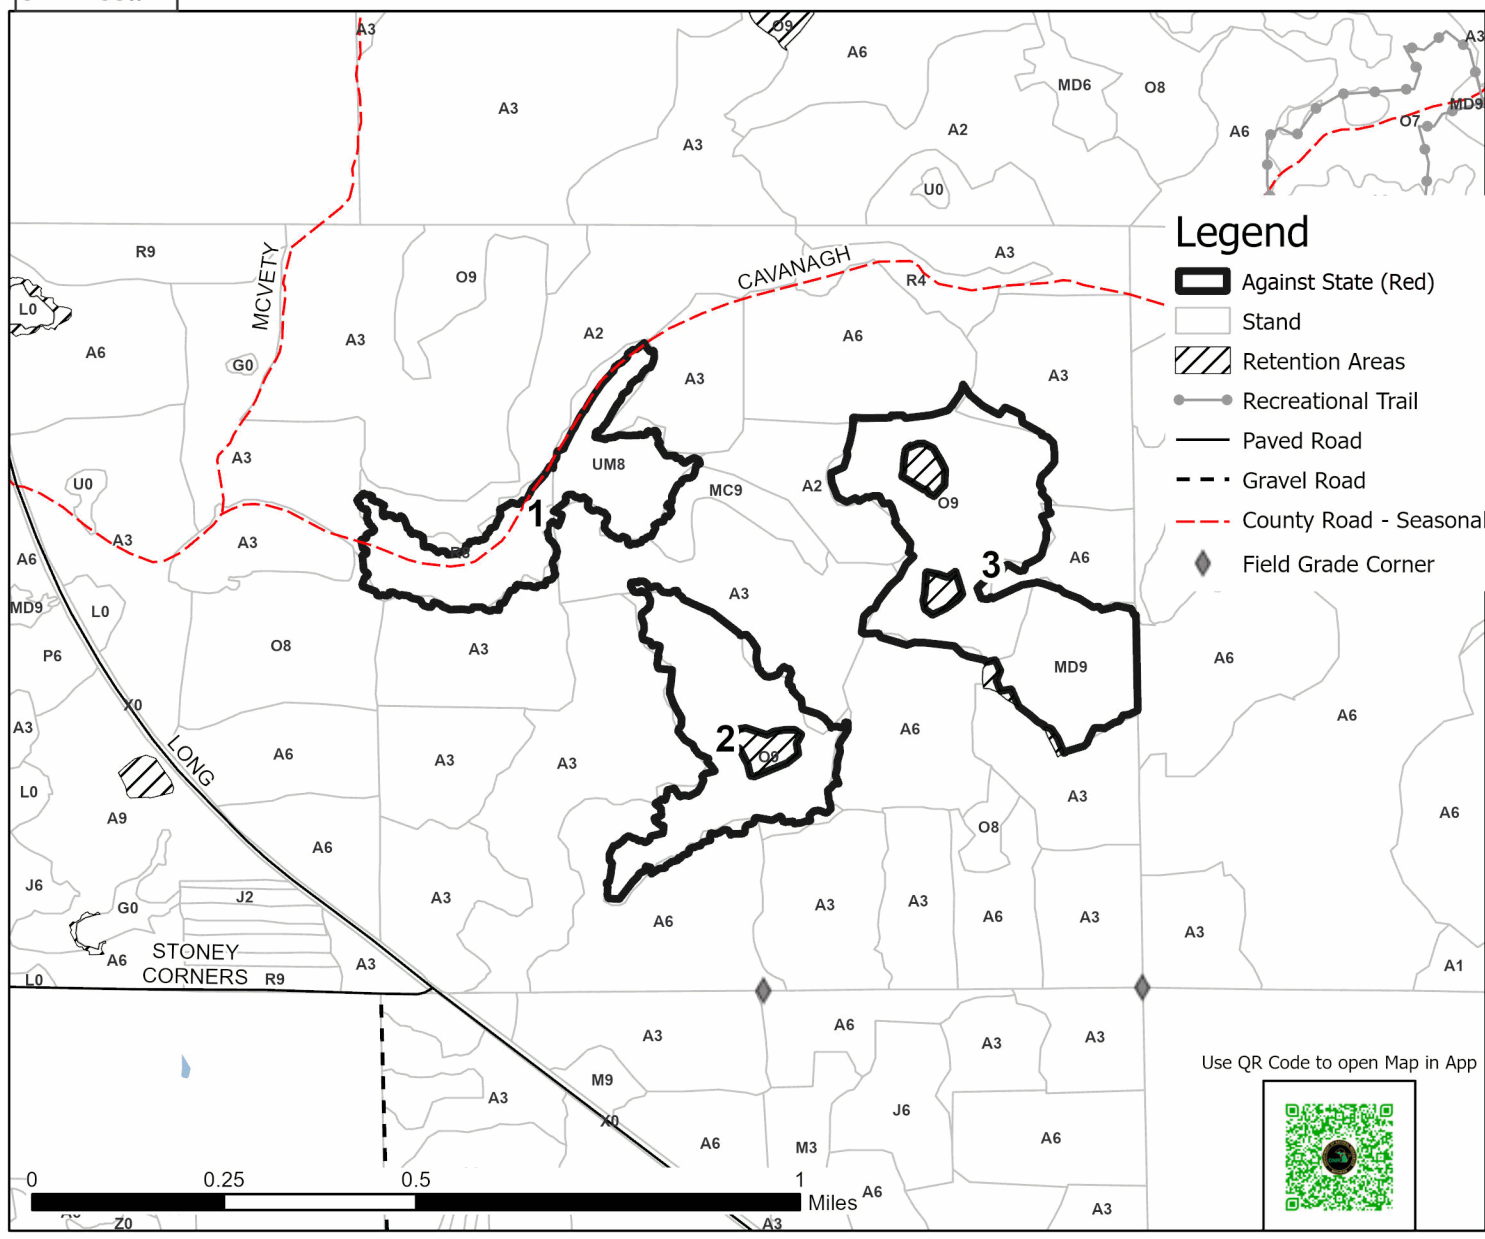 A3
O9
A6
A3
MD6
O8
A3
A3
A2
A6
O7
MD9
U0
R9
MCVETY
O9
CAVANAGH
R4
A3
L0
A6
G0
A3
A2
A3
A6
A3
Legend
Against State (Red)
Stand
Retention Areas
Recreational Trail
Paved Road
Gravel Road
County Road - Seasonal
Field Grade Corner
U0
A3
UM8
MC9
A2
O9
1
A3
A3
A6
A6
3
MD9
L0
A3
P6
O8
A3
MD9
A6
X0
A3
LONG
A6
A3
A3
2
O9
A6
A6
L0
A9
A6
A3
O8
A6
J6
G0
J2
A3
A6
A3
A3
A6
A3
A3
A6
STONEY
CORNERS
R9
A3
L0
A1
A3
A6
A3
A3
M9
A3
X0
J6
A6
M3
A6
A6
A3
A3
Z0
Use QR Code to open Map in App
0 0.25 0.5 1
Miles